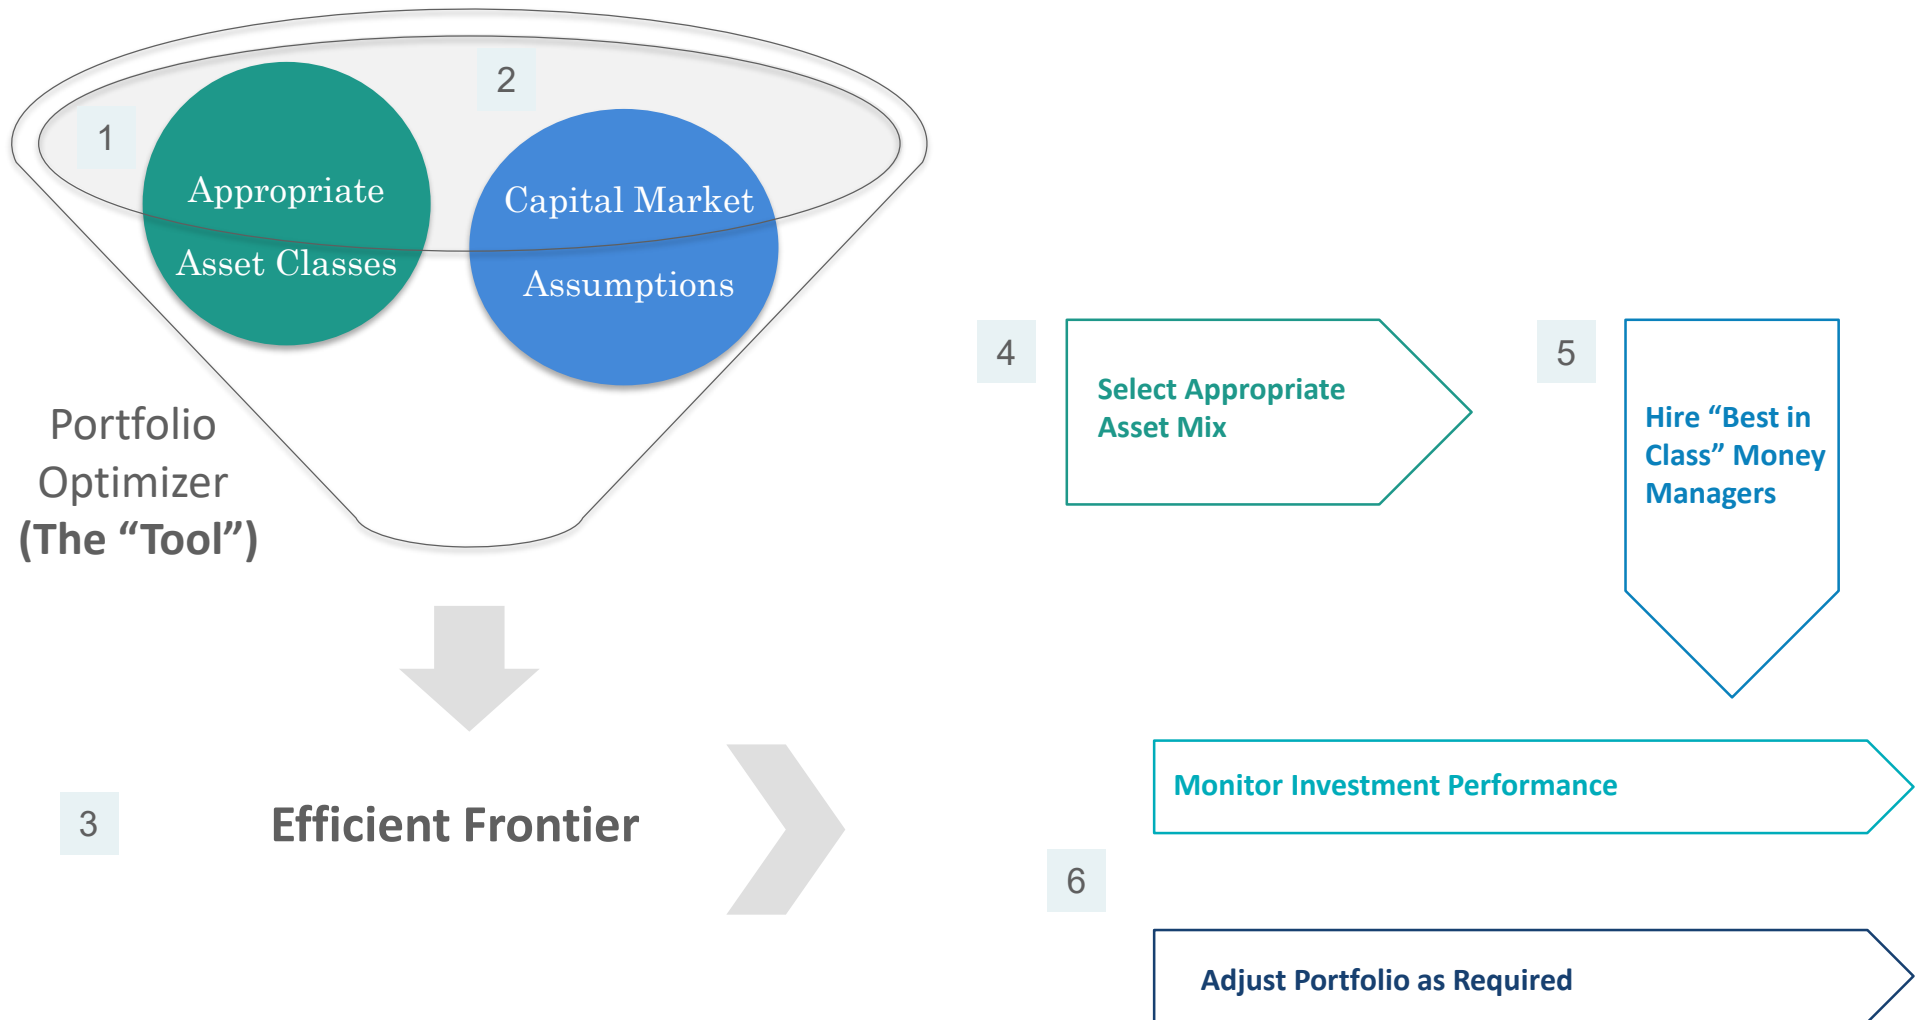 1
Appropriate
Asset Classes
2
Capital Market
Assumptions
Portfolio
Optimizer
(The “Tool”)
3
Efficient Frontier
4
Select Appropriate
Asset Mix
5
Hire “Best in
Class” Money
Managers
6
Monitor Investment Performance
Adjust Portfolio as Required